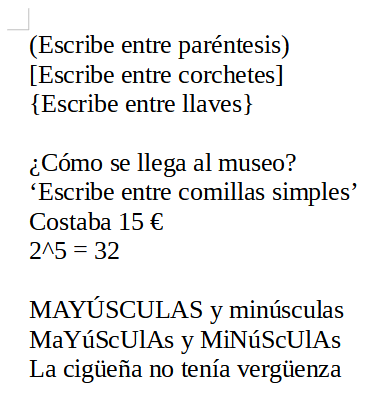 (Escribe entre paréntesis)
[Escribe entre corchetes]
{Escribe entre llaves}
¿Cómo se llega al museo?
‘Escribe entre comillas simples’
Costaba 15 €
2^5 = 32
MAYÚSCULAS y minúsculas
MaYúScUlAs y MiNúScUlAs
La cigüeña no tenía vergüenza